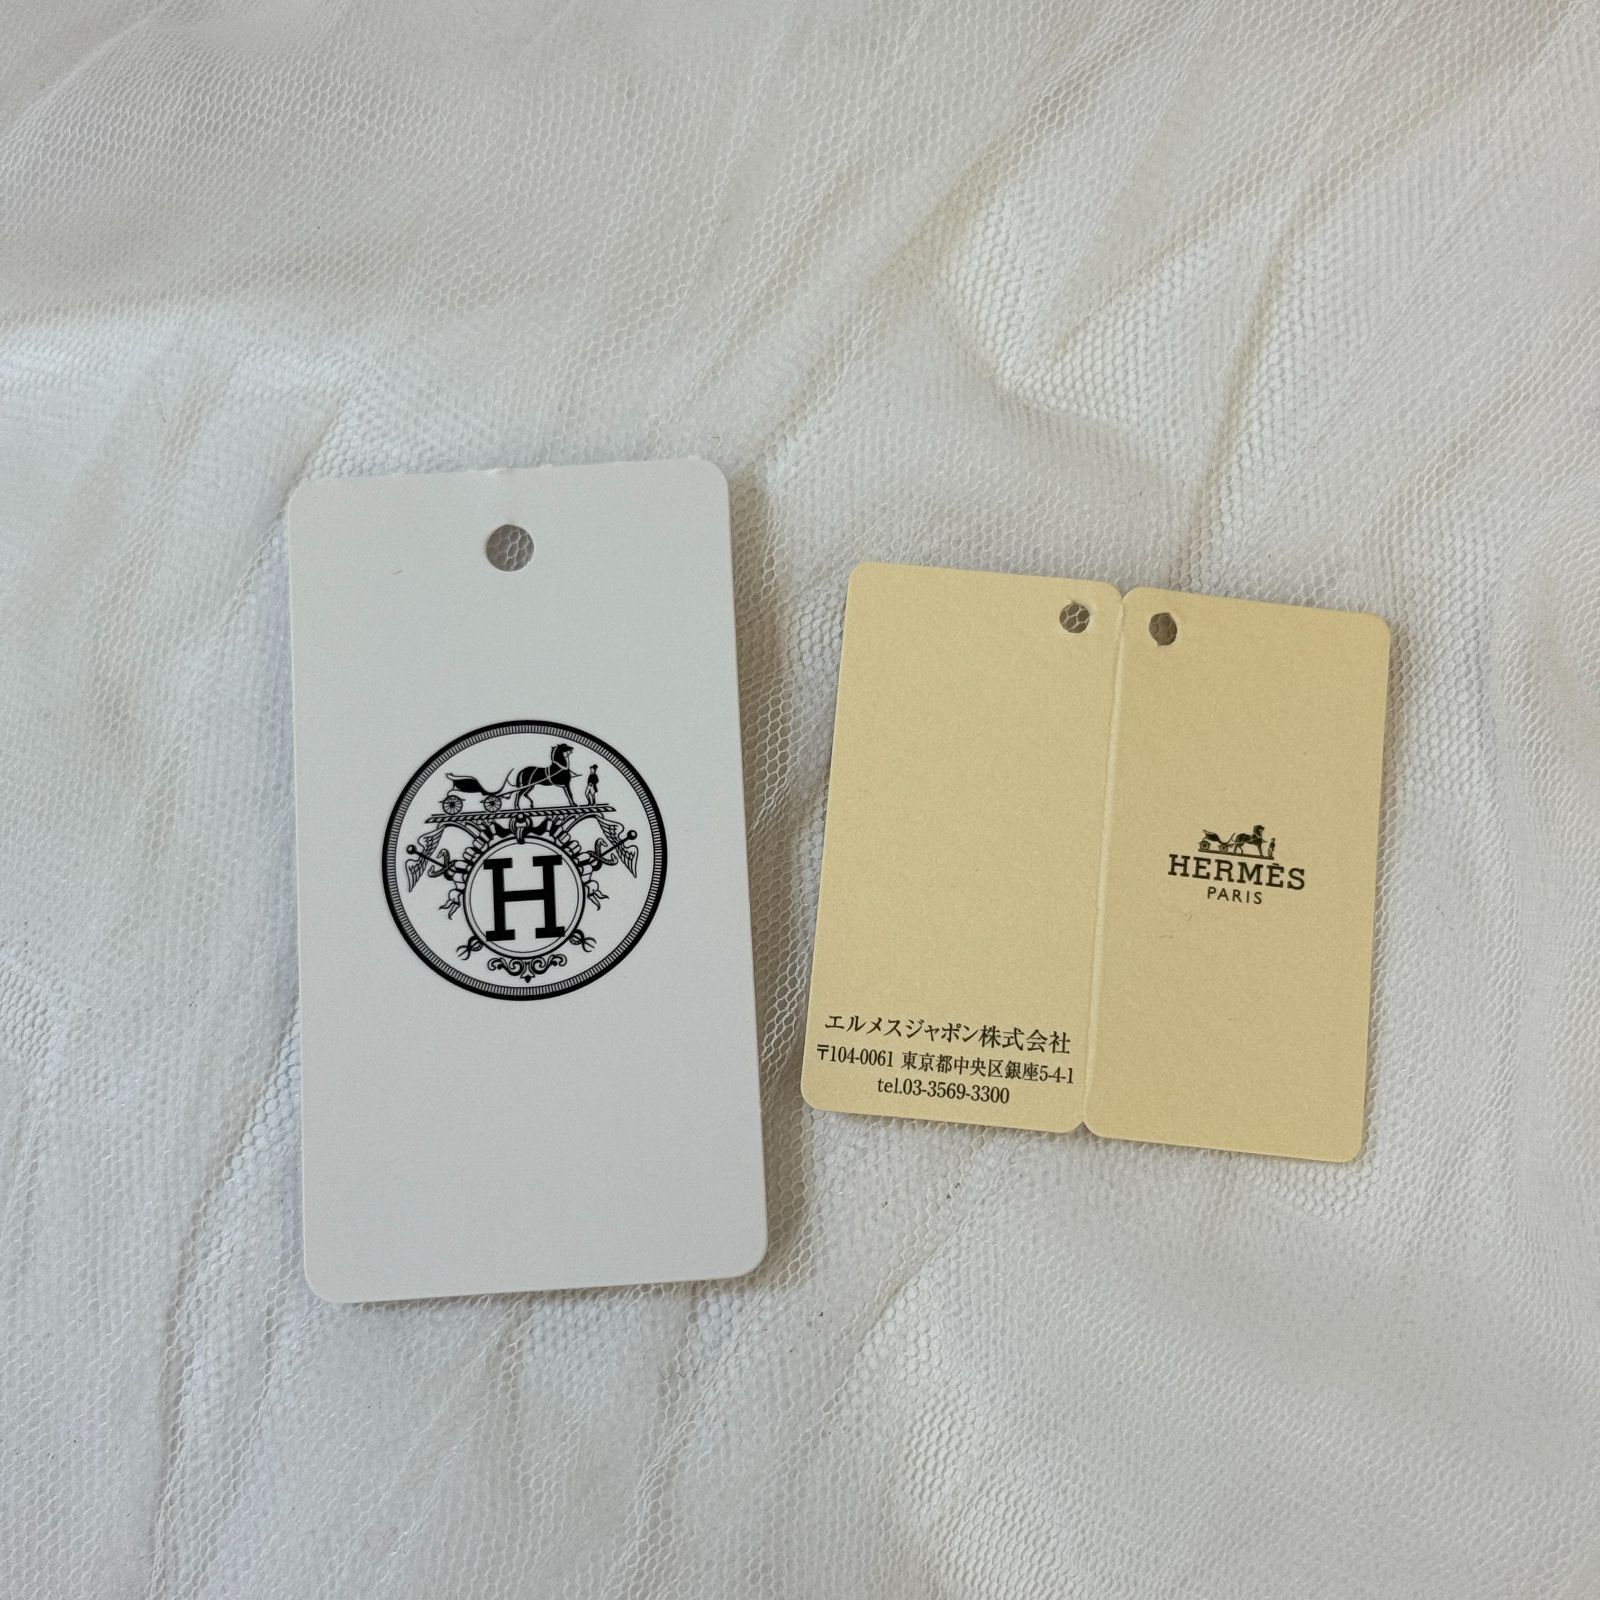 H
エルメスジャポン株式会社
〒104-0061 東京都中央区銀座5-4-1
tel.03-3569-3300
HERMÈS
PARIS